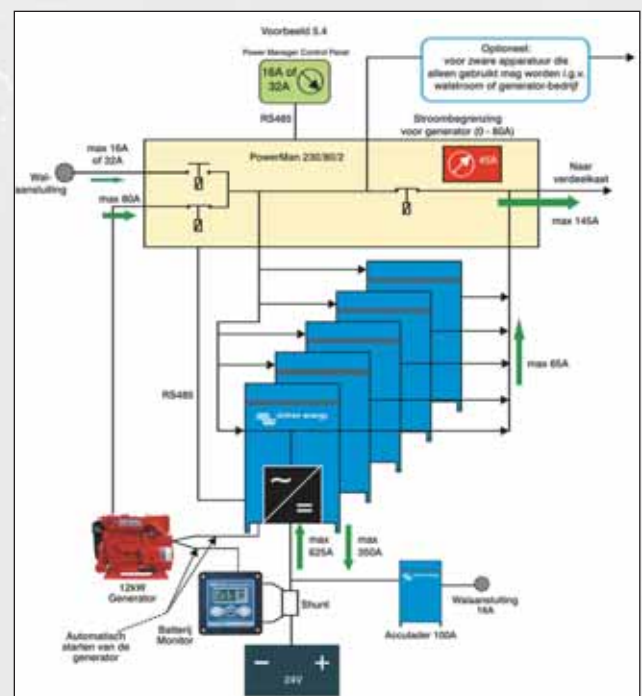 Voorbeeld 5.4
Power Manager Control Panel
16A of
32A
RS485
Optioneel:
voor zware apparatuur die
alleen gebruikt mag worden i.g.v.
walstroom of generator-bedrijf
Stroombegrenzing
voor generator (0 - 80A)
max 16A
of 32A
PowerMan 230/80/2
45A
Wal-
aansluiting
max 80A
Naar
verdeelkast
max 145A
RS485
max 65A
victron energy
max
625A
max
350A
12kW
Generator
Automatisch
starten van de
generator
Batterij
Monitor
Shunt
Acculader 100A
Walaansluiting
16A
24V